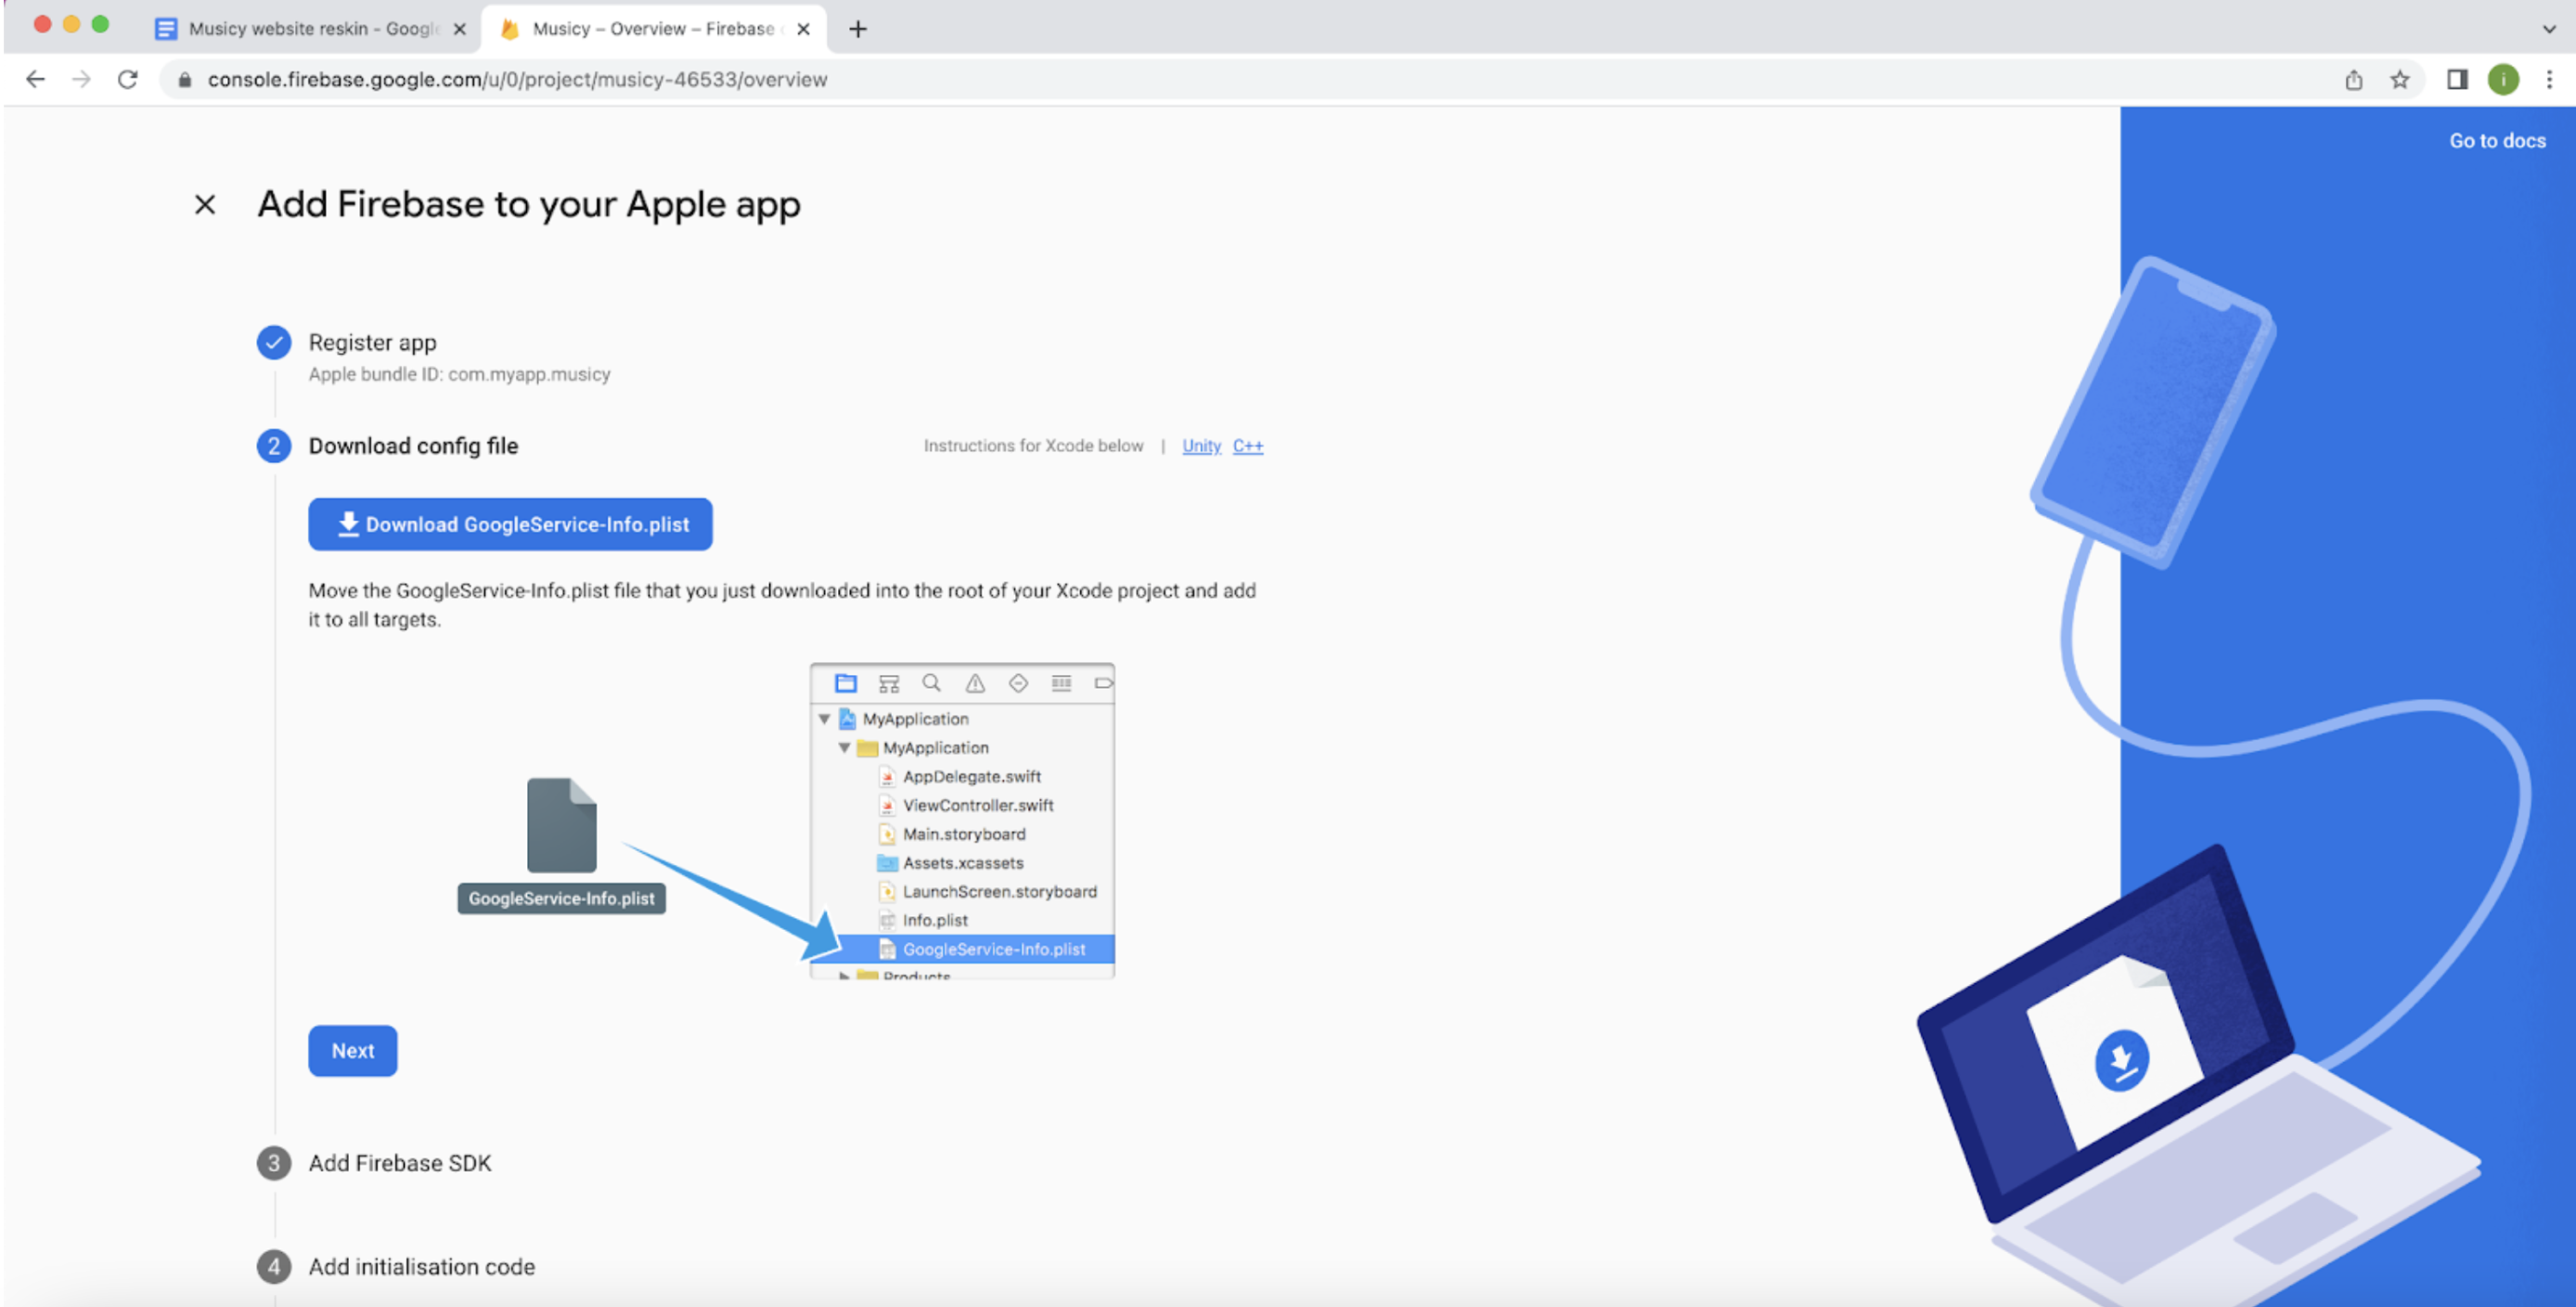 Musicy website reskin - Googl
Musicy – Overview – Firebase
console.firebase.google.com/u/0/project/musicy-46533/overview
i
Go to docs
Add Firebase to your Apple app
Register app
Apple bundle ID: com.myapp.musicy
2 Download config file
Instructions for Xcode below | Unity C++
Download GoogleService-Info.plist
Move the GoogleService-Info.plist file that you just downloaded into the root of your Xcode project and add
it to all targets.
MyApplication
MyApplication
AppDelegate.swift
ViewController.swift
Main.storyboard
Assets.xcassets
LaunchScreen.storyboard
Info.plist
GoogleService-Info.plist
Products
GoogleService-Info.plist
Next
3 Add Firebase SDK
4 Add initialisation code